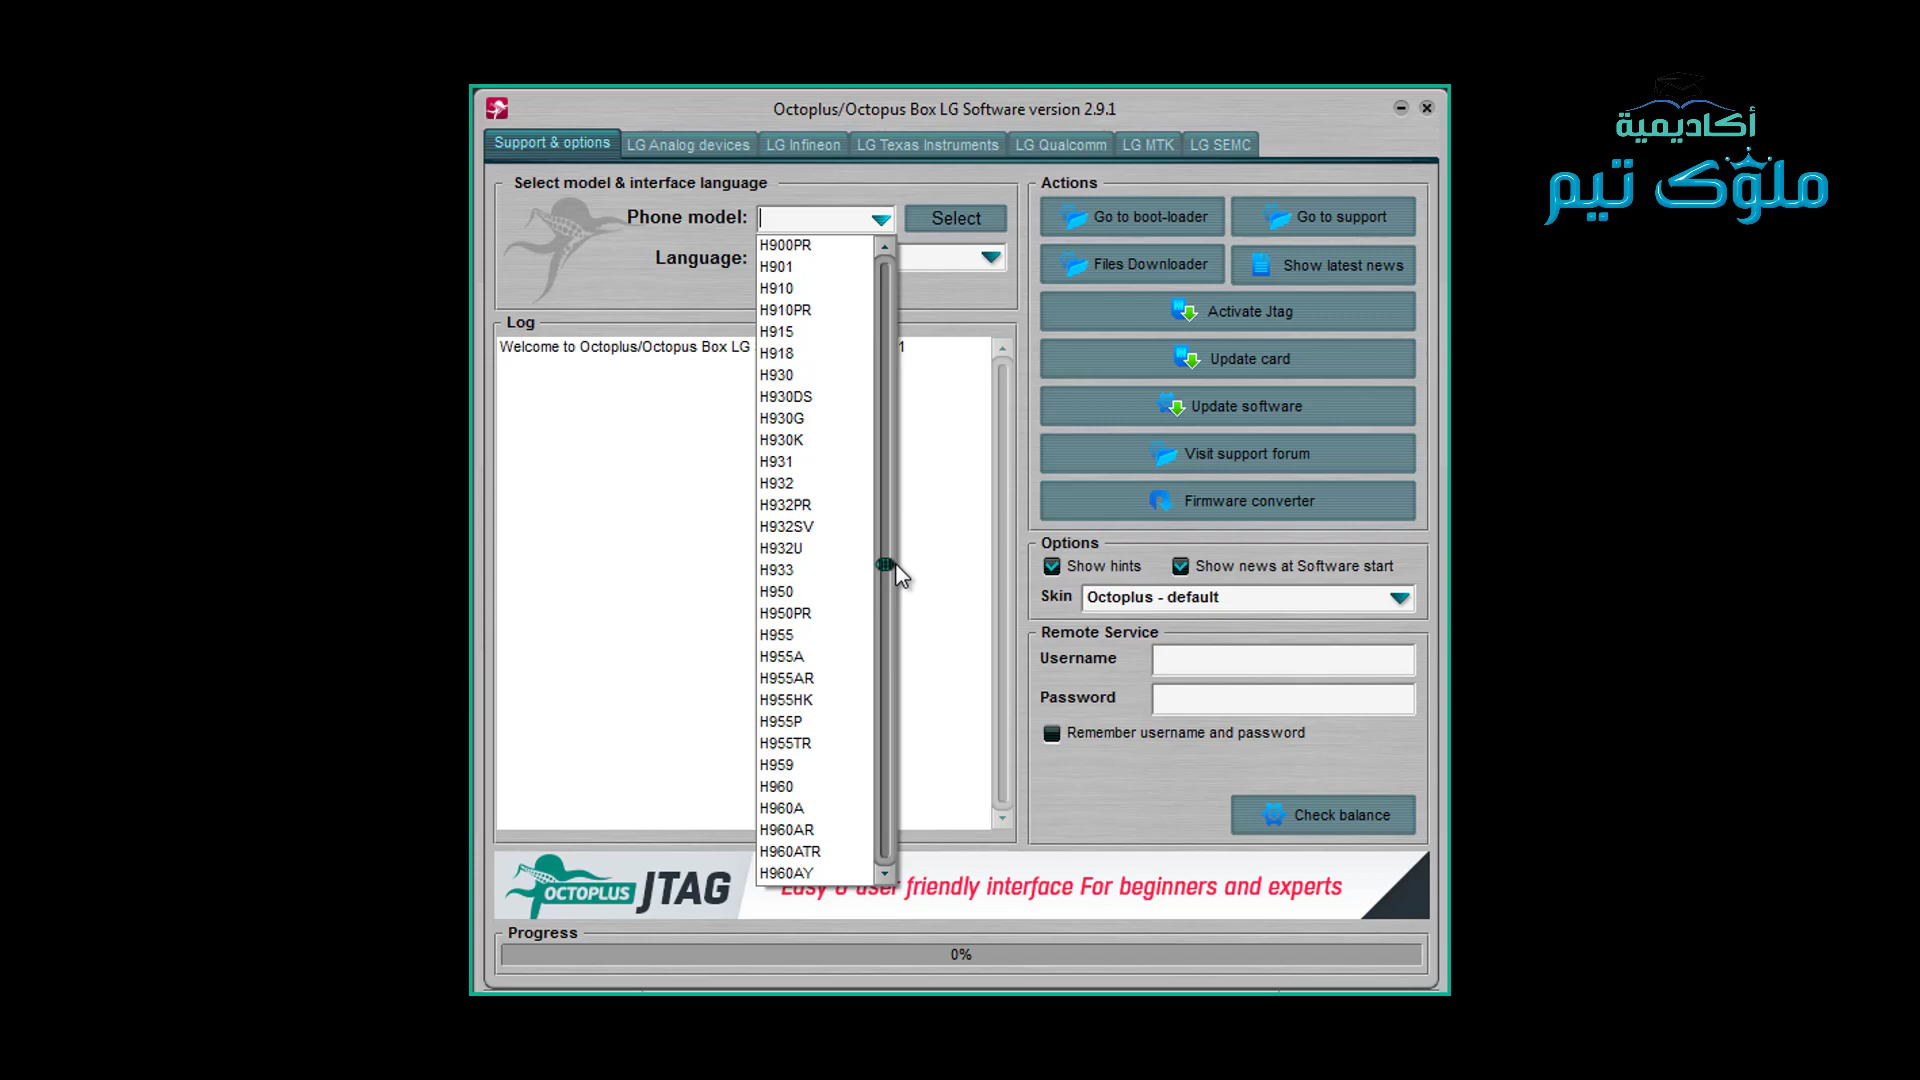 Octoplus/Octopus Box LG Software version 2.9.1
أكاديمية
ملوك تيم
Support & options
LG Analog devices
LG Infineon
LG Texas Instruments
LG Qualcomm
LG MTK
LG SEMC
Select model & interface language
Phone model:
Select
Language:
H900PR
H901
H910
H910PR
H915
H918
H930
H930DS
H930G
H930K
H931
H932
H932PR
H932SV
H932U
H933
H950
H950PR
H955
H955A
H955AR
H955HK
H955P
H955TR
H959
H960
H960A
H960AR
H960ATR
H960AY
Log
Welcome to Octoplus/Octopus Box LG 1
Actions
Go to boot-loader
Go to support
Files Downloader
Show latest news
Activate Jtag
Update card
Update software
Visit support forum
Firmware converter
Options
Show hints
Show news at Software start
Skin
Octoplus - default
Remote Service
Username
Password
Remember username and password
Check balance
OCTOPLUS JTAG
user friendly interface For beginners and experts
Progress
0%